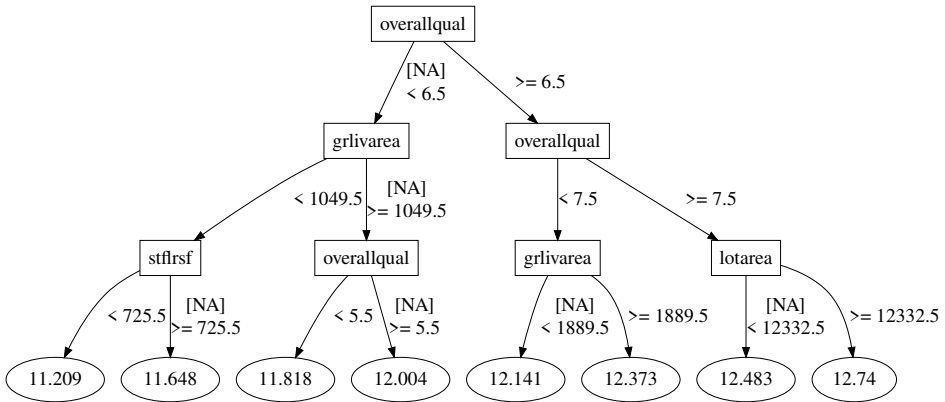 overallqual
[NA]
< 6.5
>= 6.5
grlivarea
overallqual
< 1049.5
[NA]
>= 1049.5
< 7.5
>= 7.5
stflrsf
overallqual
grlivarea
lotarea
< 725.5
[NA]
>= 725.5
< 5.5
[NA]
>= 5.5
[NA]
< 1889.5
>= 1889.5
[NA]
< 12332.5
>= 12332.5
11.209
11.648
11.818
12.004
12.141
12.373
12.483
12.74